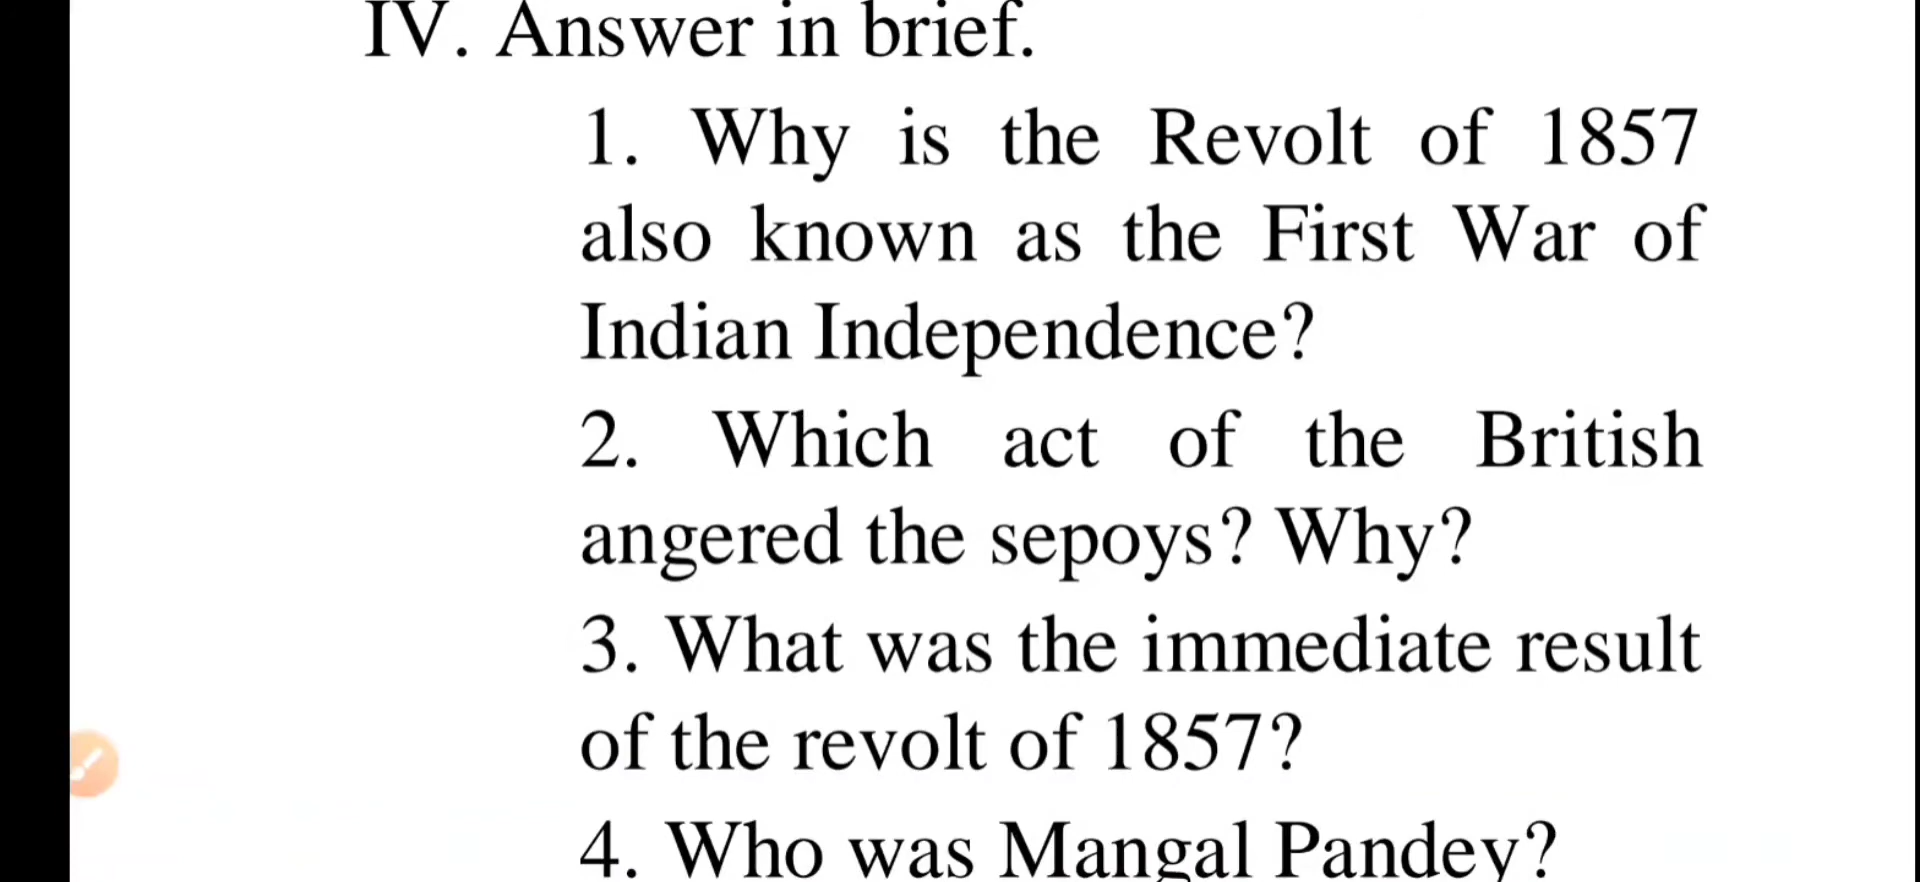 IV. Answer in brief.
1. Why is the Revolt of 1857
also known as the First War of
Indian Independence?
2. Which act of the British
angered the sepoys? Why?
3. What was the immediate result
of the revolt of 1857?
4. Who was Mangal Pandey?